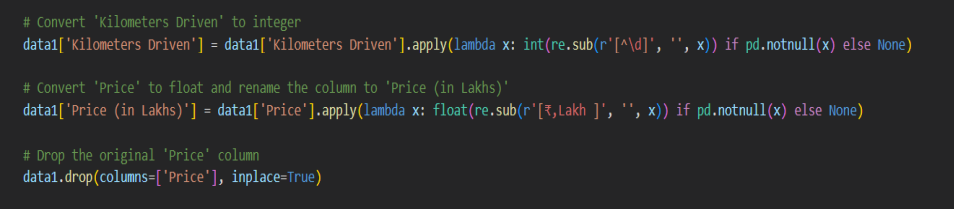 # Convert 'Kilometers Driven' to integer
data1['Kilometers Driven'] = data1['Kilometers Driven'].apply(lambda x: int(re.sub(r'[^\d]', '', x)) if pd.notnull(x) else None)
# Convert 'Price' to float and rename the column to 'Price (in Lakhs)'
data1['Price (in Lakhs)'] = data1['Price'].apply(lambda x: float(re.sub(r'[₹,Lakh ]', '', x)) if pd.notnull(x) else None)
# Drop the original 'Price' column
data1.drop(columns=['Price'], inplace=True)